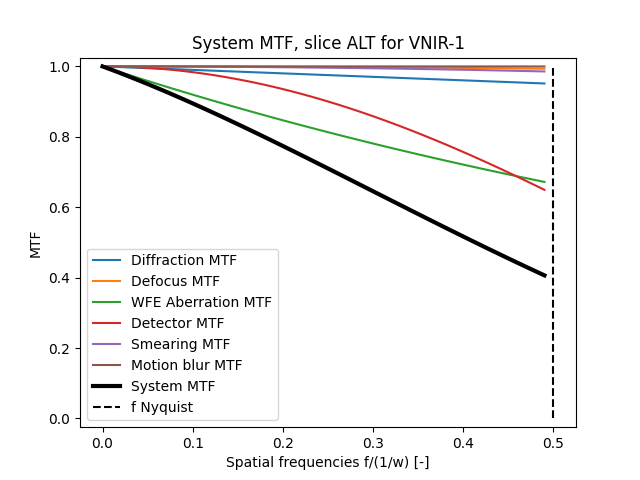 System MTF, slice ALT for VNIR-1
1.0
0.8
0.6
0.4
0.2
0.0
MTF
Diffraction MTF
Defocus MTF
WFE Aberration MTF
Detector MTF
Smearing MTF
Motion blur MTF
System MTF
f Nyquist
0.0 0.1 0.2 0.3 0.4 0.5
Spatial frequencies f/(1/w) [-]